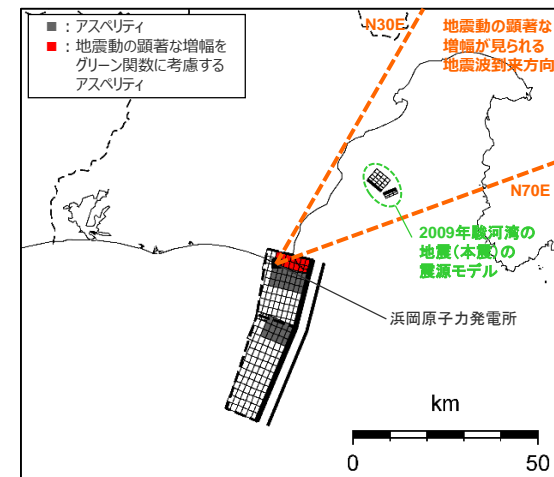 ■：アスペリティ
■：地震動の顕著な増幅を
グリーン関数に考慮する
アスペリティ
N30E
地震動の顕著な
増幅が見られる
地震波到来方向
N70E
2009年駿河湾の
地震（本震）の
震源モデル
浜岡原子力発電所
km
0 50